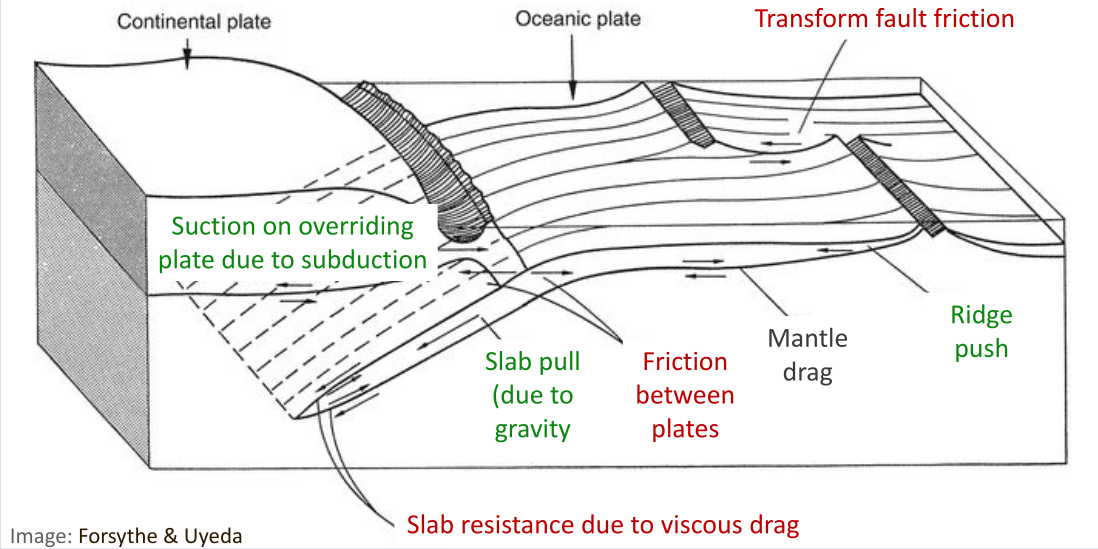 Continental plate
Oceanic plate
Transform fault friction
Suction on overriding
plate due to subduction
Slab pull
(due to
gravity
Friction
between
plates
Mantle
drag
Ridge
push
Slab resistance due to viscous drag
Image: Forsythe & Uyeda